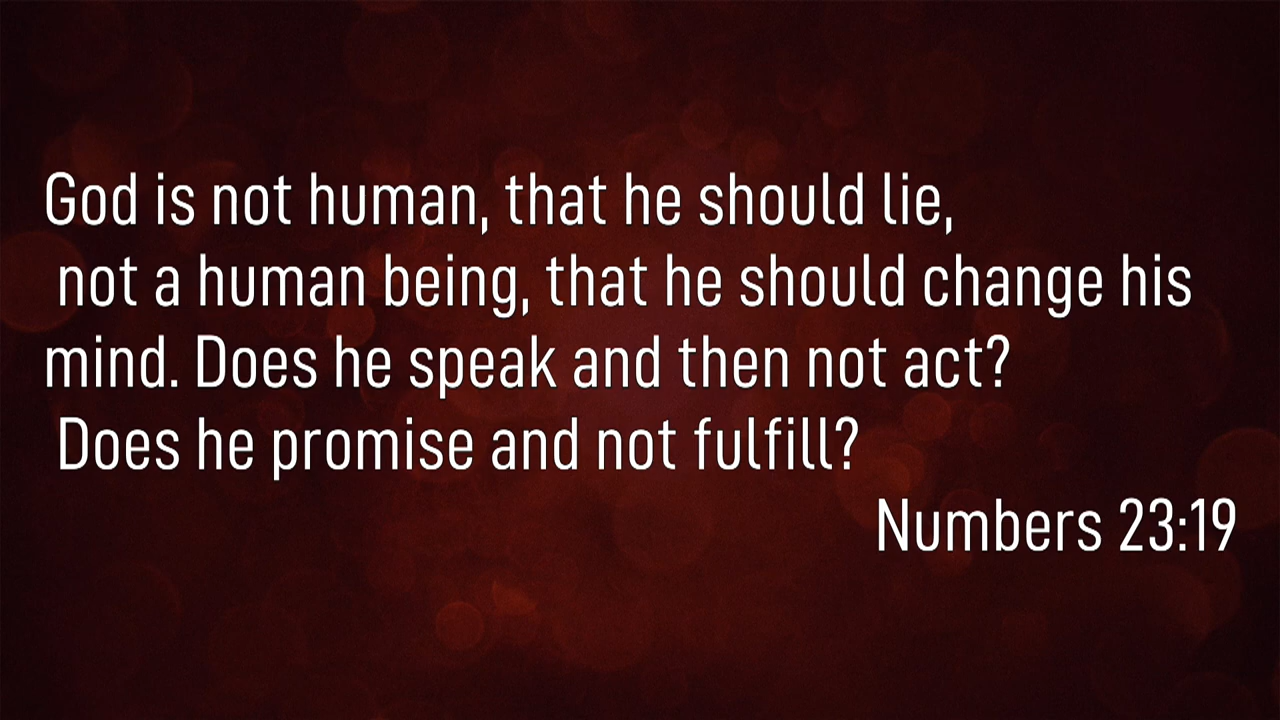 God is not human, that he should lie,
not a human being, that he should change his
mind. Does he speak and then not act?
Does he promise and not fulfill?
Numbers 23:19